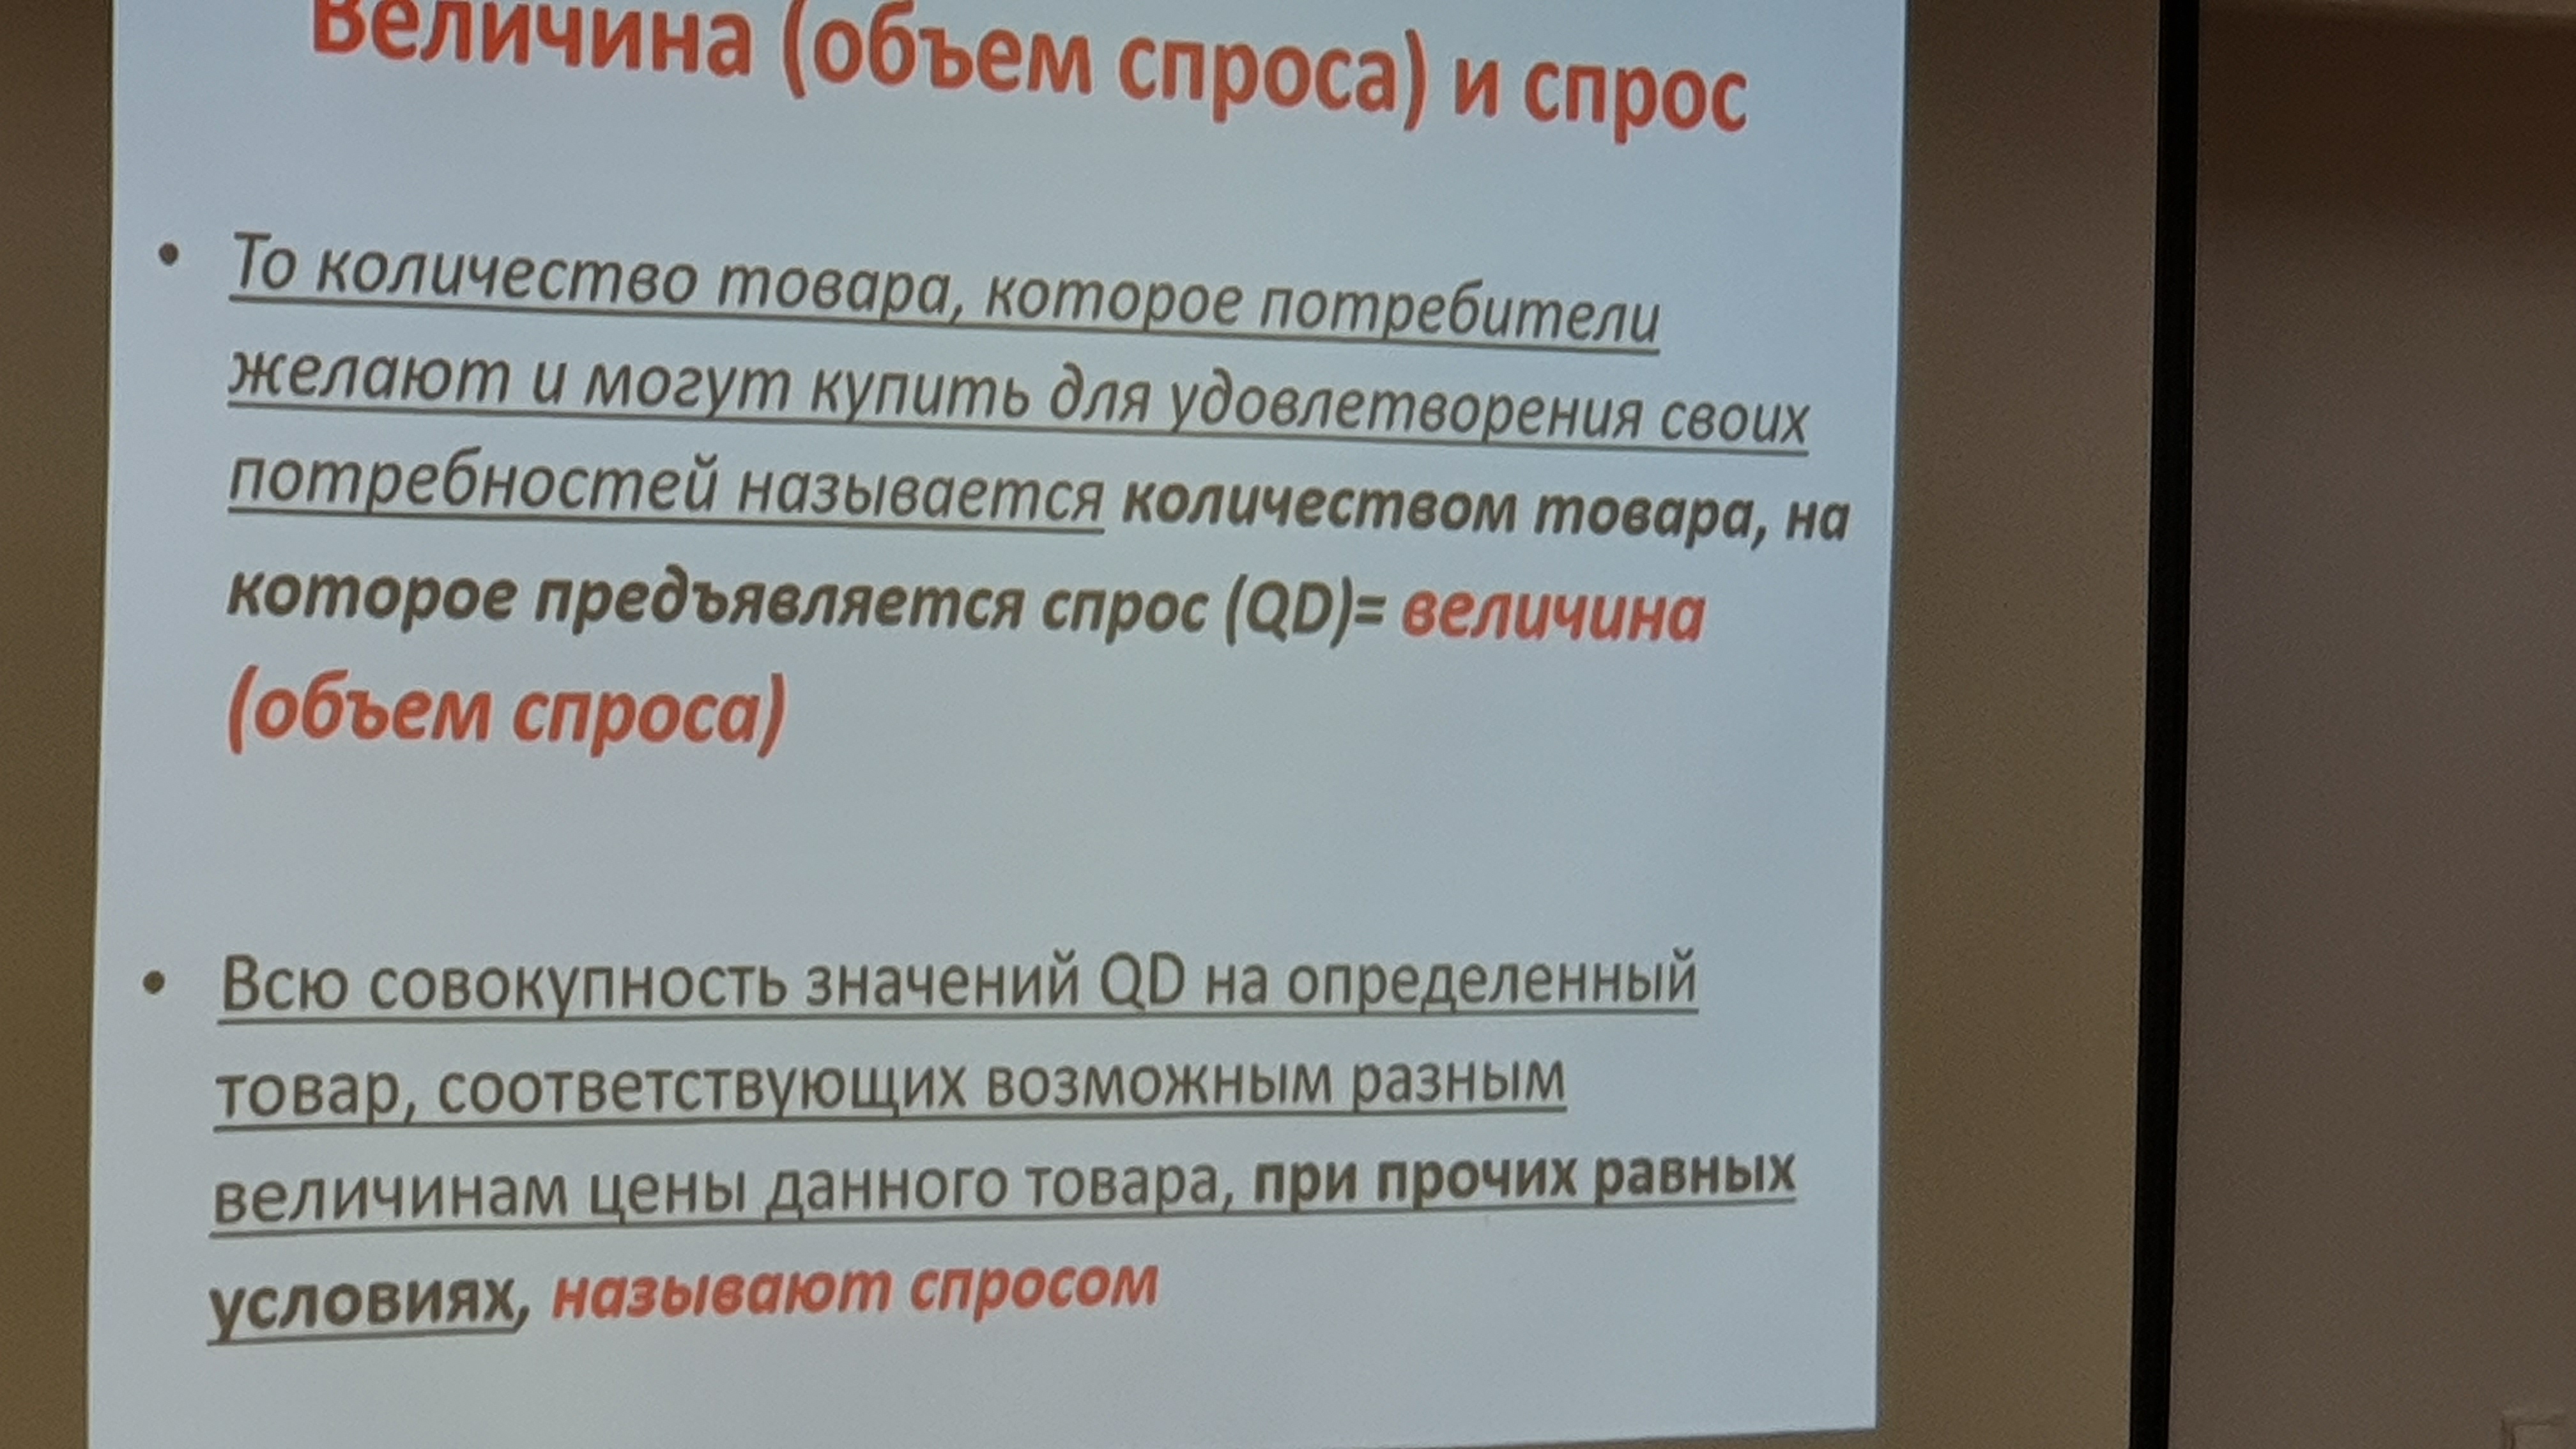 Величина (объем спроса) и спрос
• То количество товара, которое потребители
желают и могут купить для удовлетворения своих
потребностей называется количеством товара, на
которое предъявляется спрос (QD)= величина
(объем спроса)
• Всю совокупность значений QD на определенный
товар, соответствующих возможным разным
величинам цены данного товара, при прочих равных
условиях, называют спросом